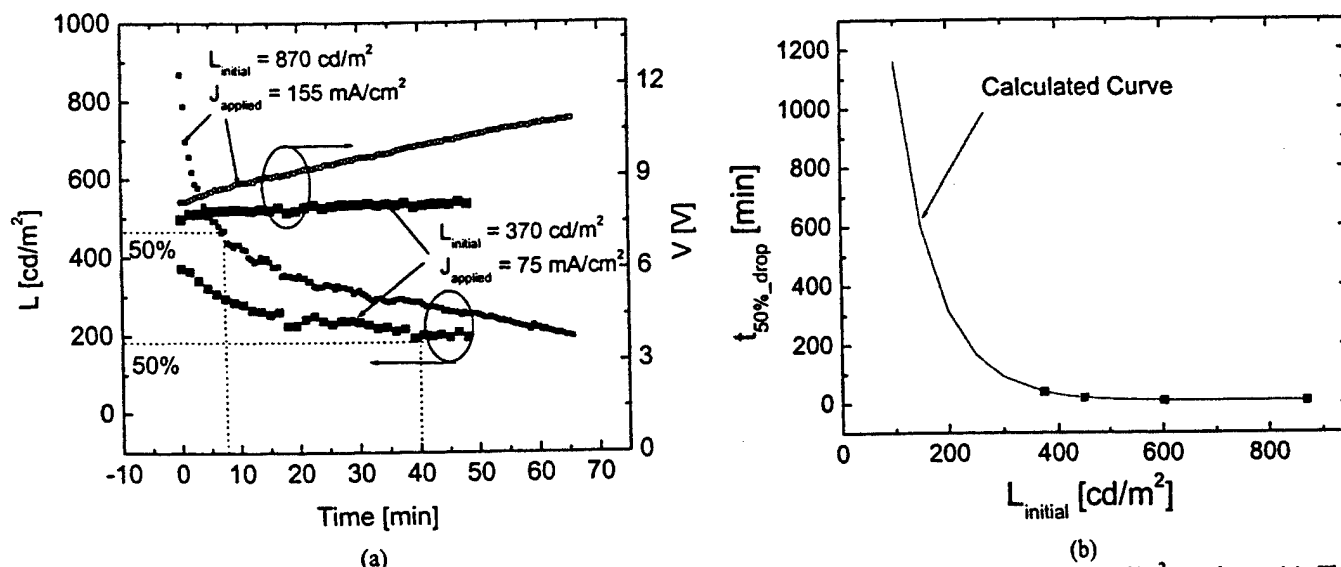 1000
800
600
400
200
0
L [cd/m²]
-10 0 10 20 30 40 50 60 70
Time [min]
12
9
6
3
0
V [V]
L_initial = 870 cd/m²
J_applied = 155 mA/cm²
L_initial = 370 cd/m²
J_applied = 75 mA/cm²
50%
50%
(a)
1200
1000
800
600
400
200
0
t_50%_drop [min]
0 200 400 600 800
L_initial [cd/m²]
Calculated Curve
(b)